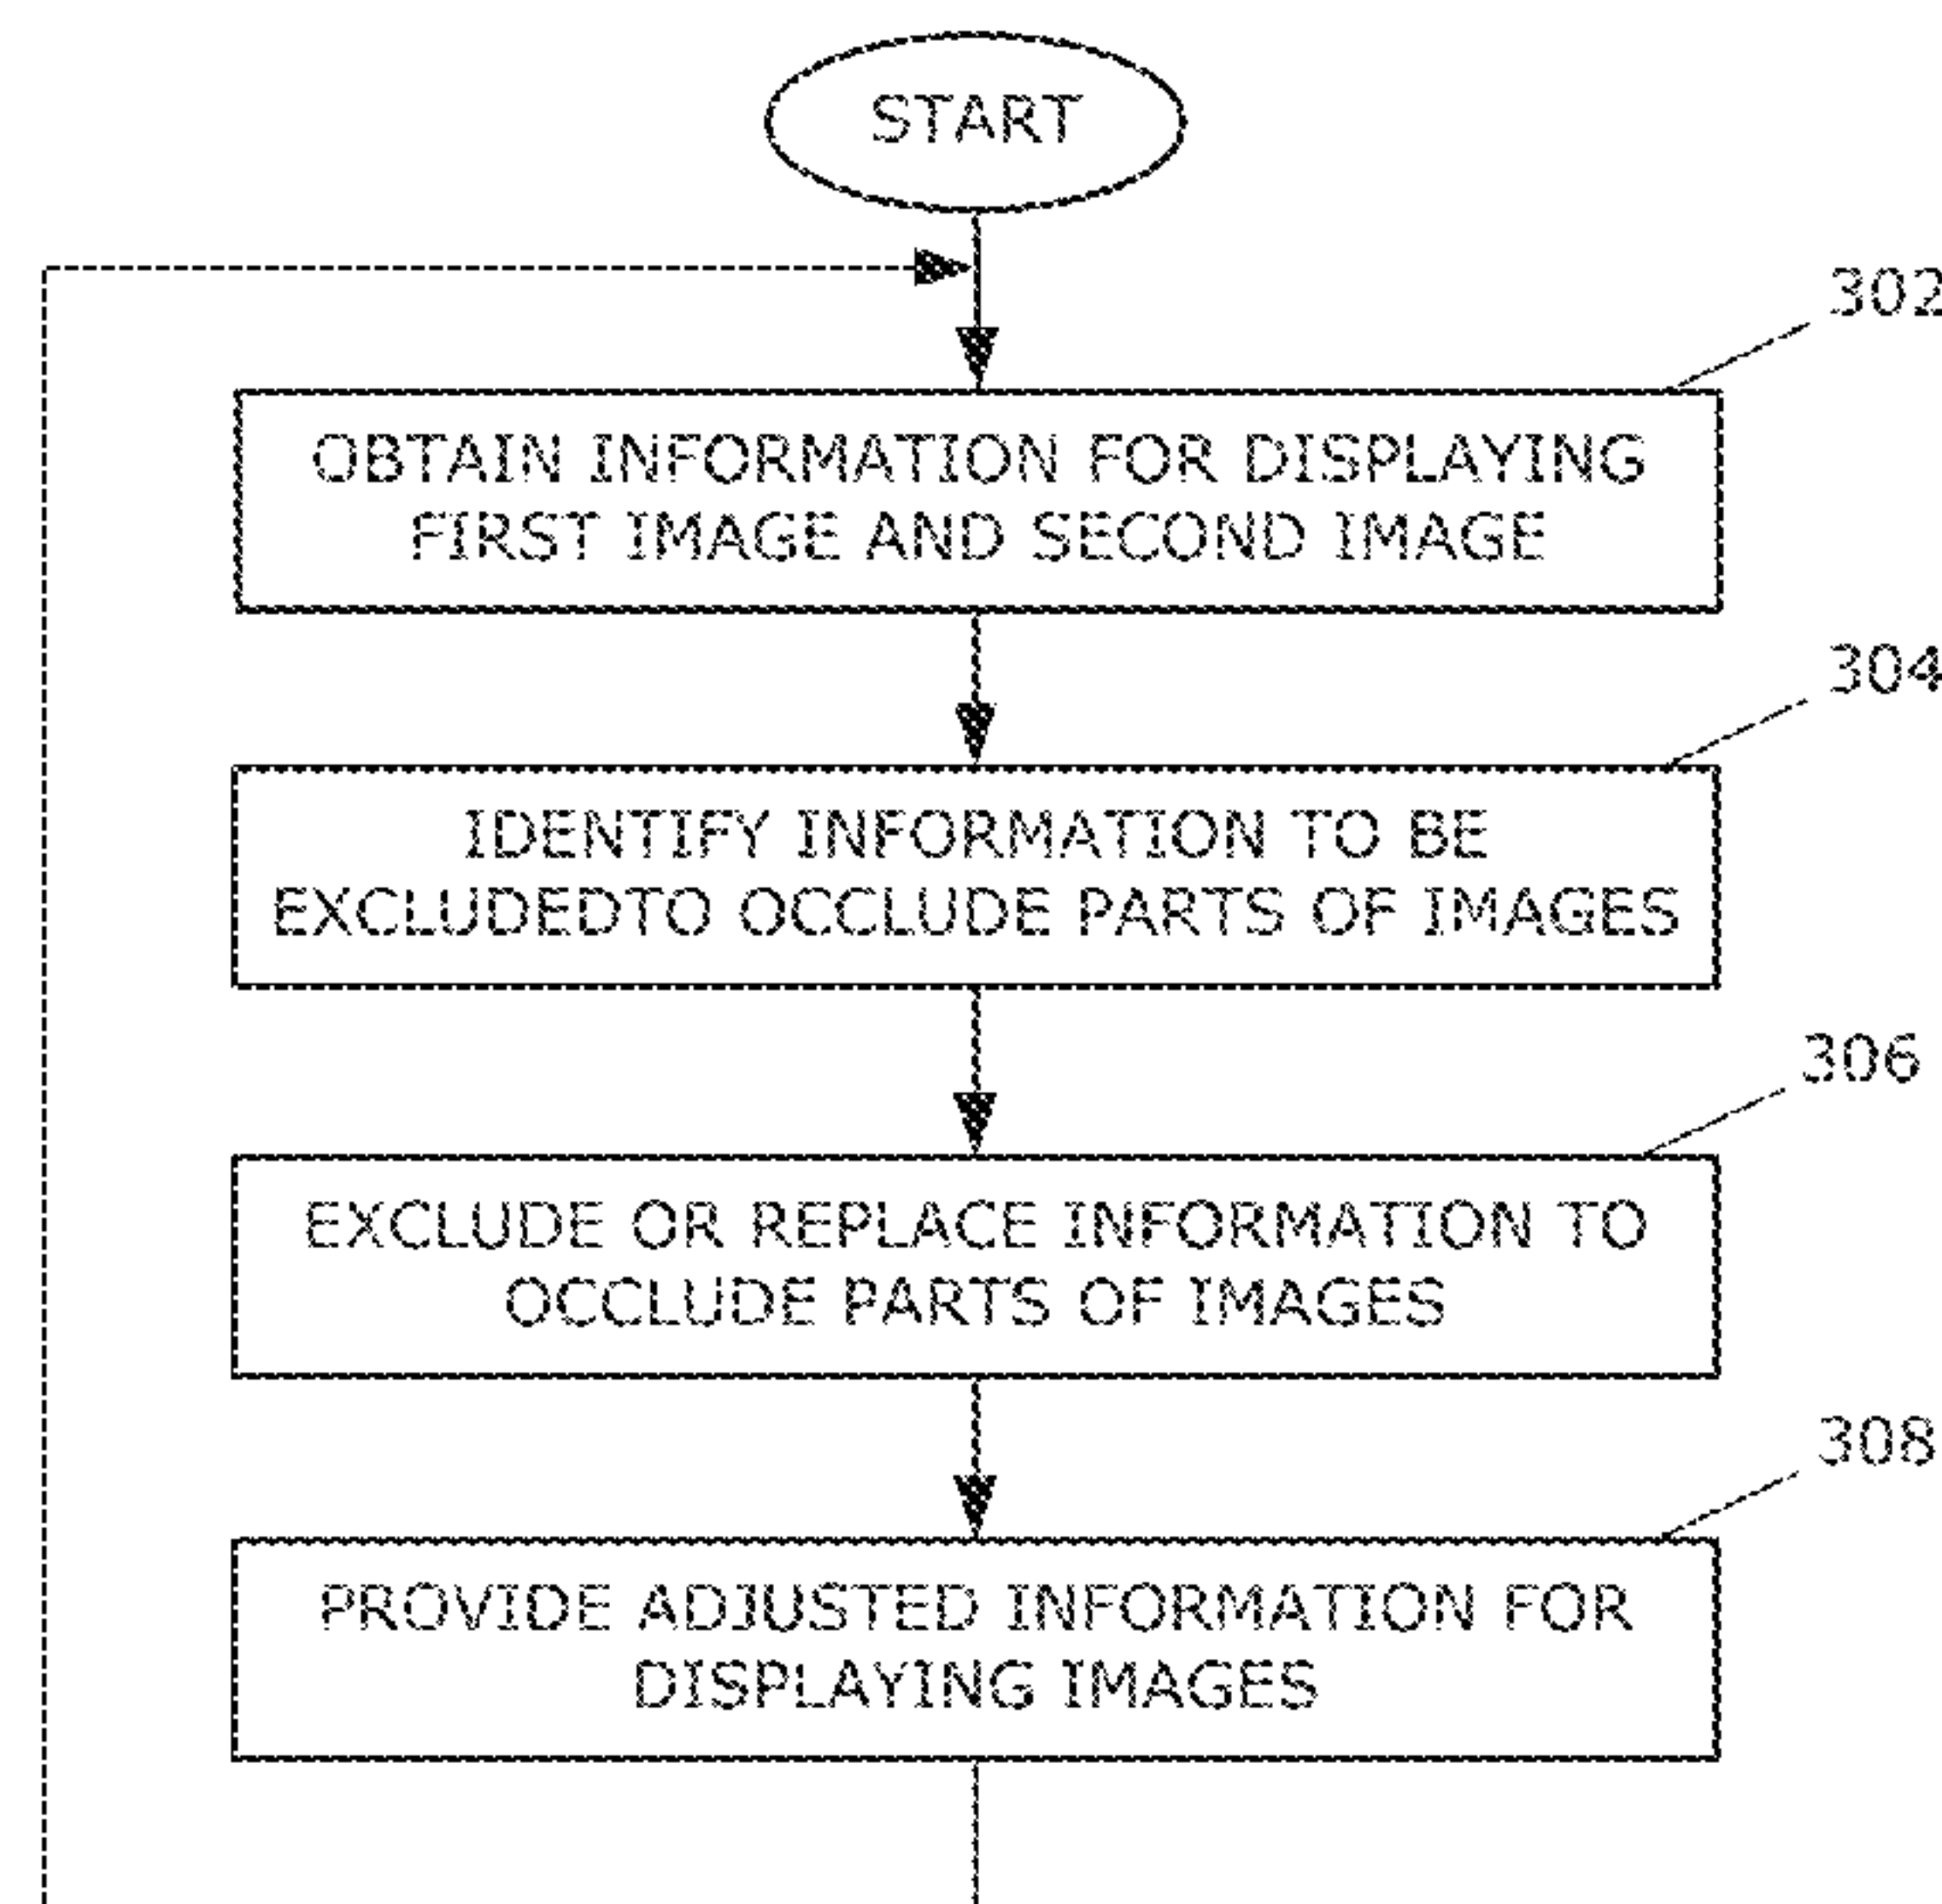 START
302
OBTAIN INFORMATION FOR DISPLAYING
FIRST IMAGE AND SECOND IMAGE
304
IDENTIFY INFORMATION TO BE
EXCLUDEDTO OCCLUDE PARTS OF IMAGES
306
EXCLUDE OR REPLACE INFORMATION TO
OCCLUDE PARTS OF IMAGES
308
PROVIDE ADJUSTED INFORMATION FOR
DISPLAYING IMAGES